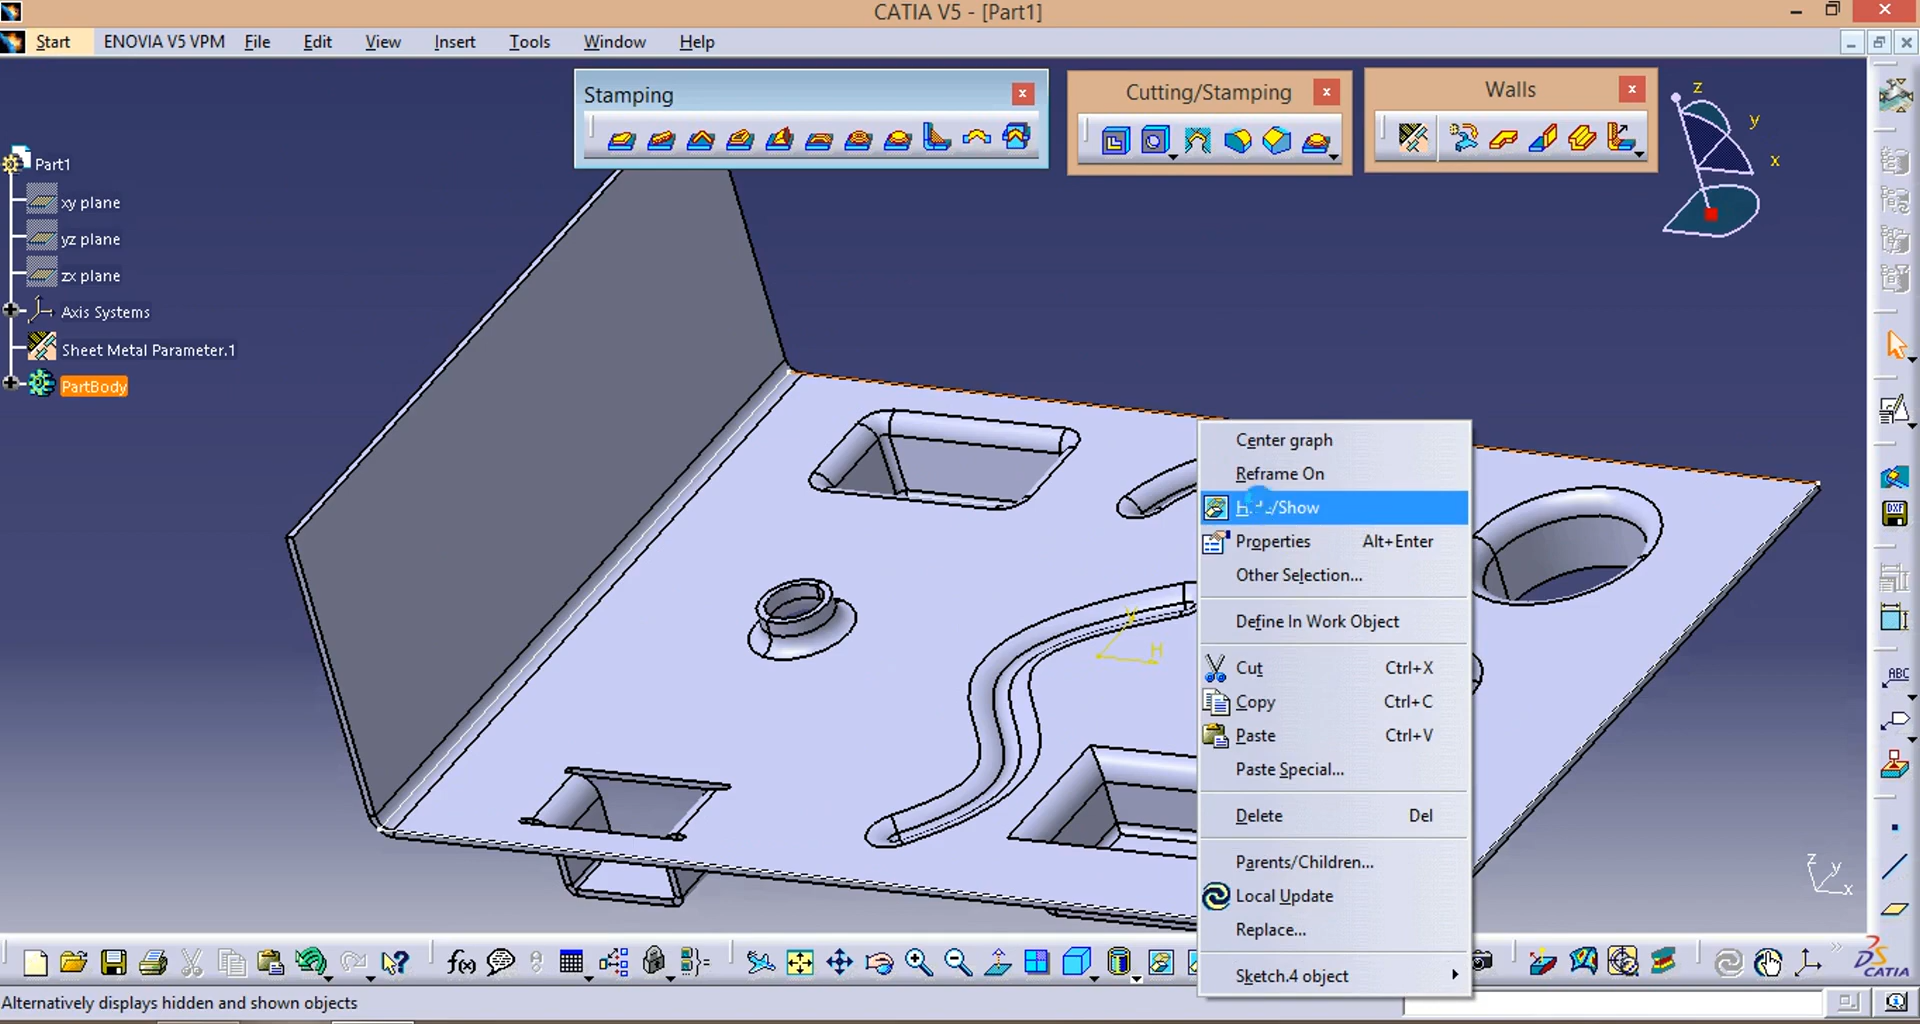 CATIA V5 - [Part1]
Start
ENOVIA V5 VPM
File
Edit
View
Insert
Tools
Window
Help
Stamping
Cutting/Stamping
Walls
z
y
x
Part1
xy plane
yz plane
zx plane
Axis Systems
Sheet Metal Parameter.1
PartBody
Center graph
Reframe On
/Show
Properties Alt+Enter
Other Selection...
Define In Work Object
Cut Ctrl+X
Copy Ctrl+C
Paste Ctrl+V
Paste Special...
Delete Del
Parents/Children...
Local Update
Replace...
Sketch.4 object
V
H
DXF
ABC
z
y
x
f(x)
CATIA
Alternatively displays hidden and shown objects